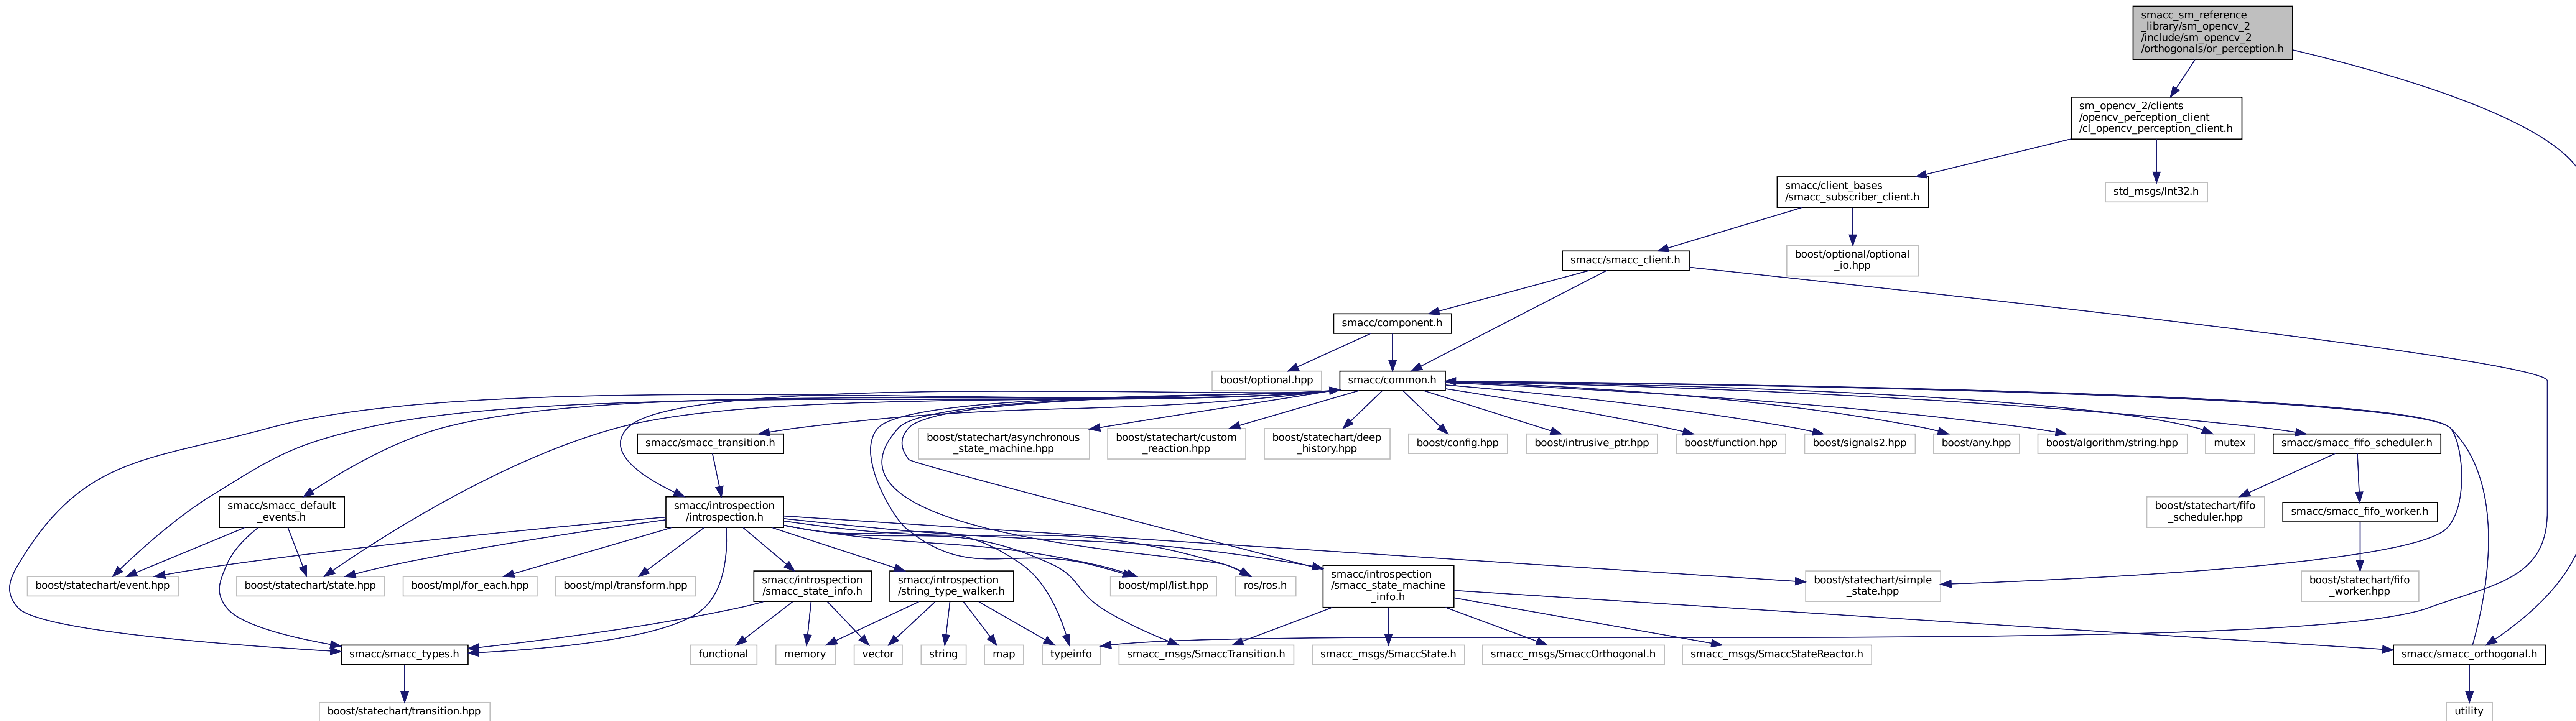 smacc_sm_reference
_library/sm_opencv_2
/include/sm_opencv_2
/orthogonals/or_perception.h
sm_opencv_2/clients
/opencv_perception_client
/cl_opencv_perception_client.h
smacc/client_bases
/smacc_subscriber_client.h
std_msgs/Int32.h
smacc/smacc_client.h
boost/optional/optional
_io.hpp
smacc/component.h
boost/optional.hpp
smacc/common.h
smacc/smacc_transition.h
boost/statechart/asynchronous
_state_machine.hpp
boost/statechart/custom
_reaction.hpp
boost/statechart/deep
_history.hpp
boost/config.hpp
boost/intrusive_ptr.hpp
boost/function.hpp
boost/signals2.hpp
boost/any.hpp
boost/algorithm/string.hpp
mutex
smacc/smacc_fifo_scheduler.h
smacc/smacc_default
_events.h
smacc/introspection
/introspection.h
boost/statechart/fifo
_scheduler.hpp
smacc/smacc_fifo_worker.h
boost/statechart/event.hpp
boost/statechart/state.hpp
boost/mpl/for_each.hpp
boost/mpl/transform.hpp
smacc/introspection
/smacc_state_info.h
smacc/introspection
/string_type_walker.h
boost/mpl/list.hpp
ros/ros.h
smacc/introspection
/smacc_state_machine
_info.h
boost/statechart/simple
_state.hpp
boost/statechart/fifo
_worker.hpp
smacc/smacc_types.h
functional
memory
vector
string
map
typeinfo
smacc_msgs/SmaccTransition.h
smacc_msgs/SmaccState.h
smacc_msgs/SmaccOrthogonal.h
smacc_msgs/SmaccStateReactor.h
smacc/smacc_orthogonal.h
boost/statechart/transition.hpp
utility